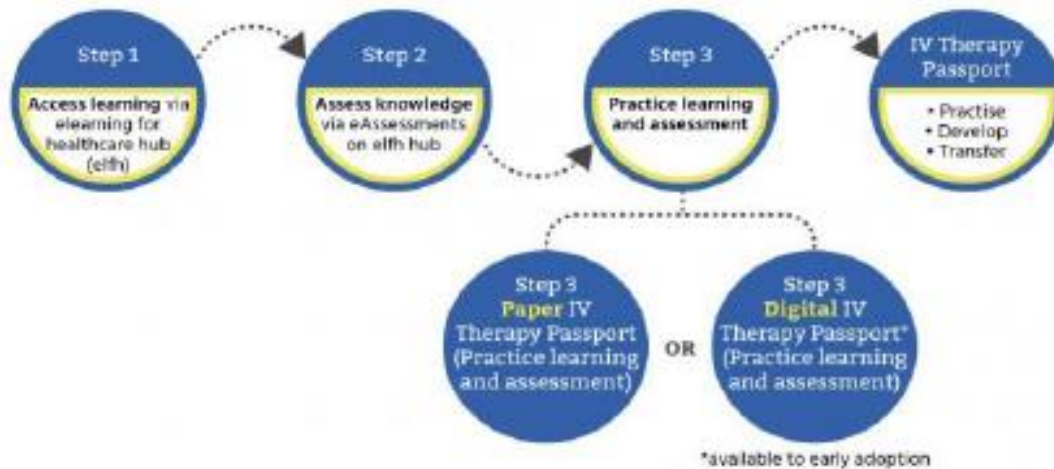 Step 1
Access learning via
elearning for
healthcare hub
(elfh)
Step 2
Assess knowledge
via eAssessments
on elfh hub
Step 3
Practice learning
and assessment
IV Therapy
Passport
• Practise
• Develop
• Transfer
Step 3
Paper IV
Therapy Passport
(Practice learning
and assessment)
OR
Step 3
Digital IV
Therapy Passport*
(Practice learning
and assessment)
*available to early adoption